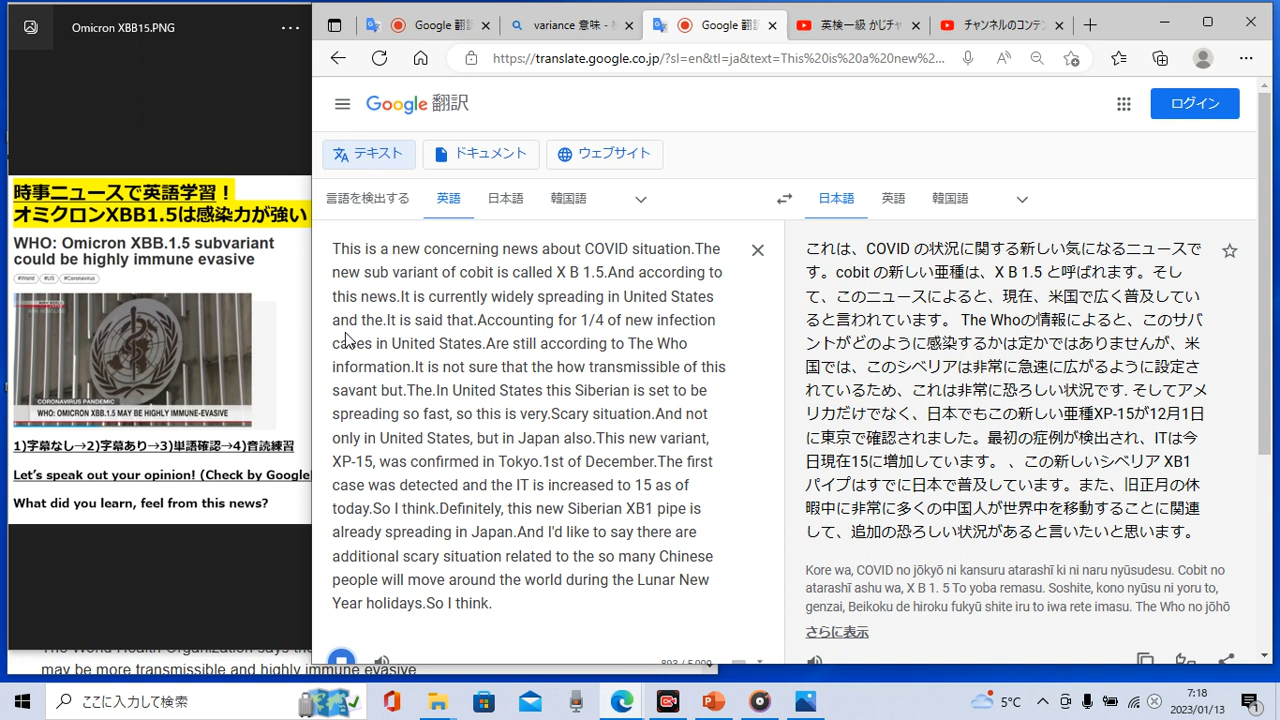 Omicron XBB15.PNG
Google 翻訳
variance 意味 -
Google 翻訳
英検一級 かじチャ
チャンネルのコンテン
https://translate.google.co.jp/?sl=en&tl=ja&text=This%20is%20a%20new%2...
Google 翻訳
ログイン
テキスト
ドキュメント
ウェブサイト
言語を検出する
英語
日本語
韓国語
日本語
英語
韓国語
時事ニュースで英語学習！
オミクロンXBB1.5は感染力が強い
WHO: Omicron XBB.1.5 subvariant
could be highly immune evasive
#World
#US
#Coronavirus
CORONAVIRUS PANDEMIC
WHO: OMICRON XBB.1.5 MAY BE HIGHLY IMMUNE-EVASIVE
1)字幕なし→2)字幕あり→3)単語確認→4)音読練習
Let's speak out your opinion! (Check by Google
What did you learn, feel from this news?
This is a new concerning news about COVID situation.The
new sub variant of cobit is called X B 1.5.And according to
this news.It is currently widely spreading in United States
and the.It is said that.Accounting for 1/4 of new infection
cases in United States.Are still according to The Who
information.It is not sure that the how transmissible of this
savant but.The.In United States this Siberian is set to be
spreading so fast, so this is very.Scary situation.And not
only in United States, but in Japan also.This new variant,
XP-15, was confirmed in Tokyo.1st of December.The first
case was detected and the IT is increased to 15 as of
today.So I think.Definitely, this new Siberian XB1 pipe is
already spreading in Japan.And I'd like to say there are
additional scary situation related to the so many Chinese
people will move around the world during the Lunar New
Year holidays.So I think.
893 / 5,000
これは、COVID の状況に関する新しい気になるニュースで
す。cobit の新しい亜種は、X B 1.5 と呼ばれます。そし
て、このニュースによると、現在、米国で広く普及してい
ると言われています。 The Whoの情報によると、このサバ
ントがどのように感染するかは定かではありませんが、米
国では、このシベリアは非常に急速に広がるように設定さ
れているため、これは非常に恐ろしい状況です. そしてアメ
リカだけでなく、日本でもこの新しい亜種XP-15が12月1日
に東京で確認されました。最初の症例が検出され、ITは今
日現在15に増加しています。 、この新しいシベリア XB1
パイプはすでに日本で普及しています。また、旧正月の休
暇中に非常に多くの中国人が世界中を移動することに関連
して、追加の恐ろしい状況があると言いたいと思います。
Kore wa, COVID no jōkyō ni kansuru atarashī ki ni naru nyūsudesu. Cobit no
atarashī ashu wa, X B 1. 5 To yoba remasu. Soshite, kono nyūsu ni yoru to,
genzai, Beikoku de hiroku fukyū shite iru to iwa rete imasu. The Who no jōhō
さらに表示
The World Health Organization says th
may be more transmissible and highly immune evasive
ここに入力して検索
5℃
7:18
2023/01/13